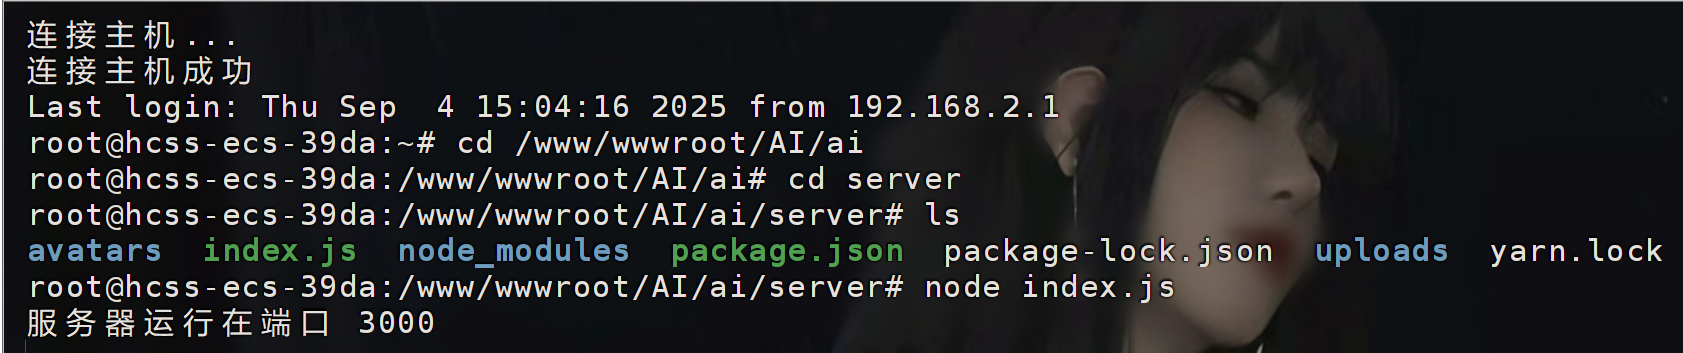 连接主机...
连接主机成功
Last login: Thu Sep  4 15:04:16 2025 from 192.168.2.1
root@hcss-ecs-39da:~# cd /www/wwwroot/AI/ai
root@hcss-ecs-39da:/www/wwwroot/AI/ai# cd server
root@hcss-ecs-39da:/www/wwwroot/AI/ai/server# ls
avatars  index.js  node_modules  package.json  package-lock.json  uploads  yarn.lock
root@hcss-ecs-39da:/www/wwwroot/AI/ai/server# node index.js
服务器运行在端口 3000